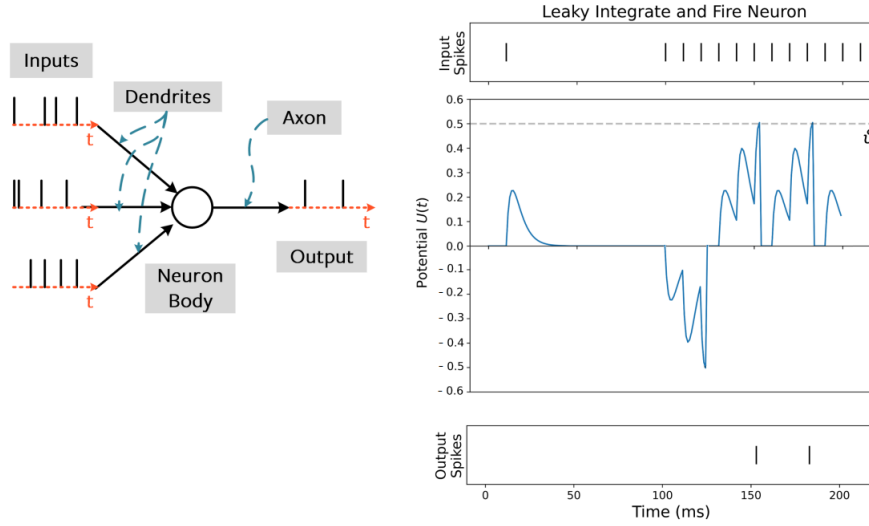 Inputs
Dendrites
Axon
t
t
t
t
Output
Neuron
Body
Leaky Integrate and Fire Neuron
Input
Spikes
Potential U(t)
0.6
0.5
0.4
0.3
0.2
0.1
0.0
- 0.1
- 0.2
- 0.3
- 0.4
- 0.5
- 0.6
Output
Spikes
0
50
100
150
200
Time (ms)